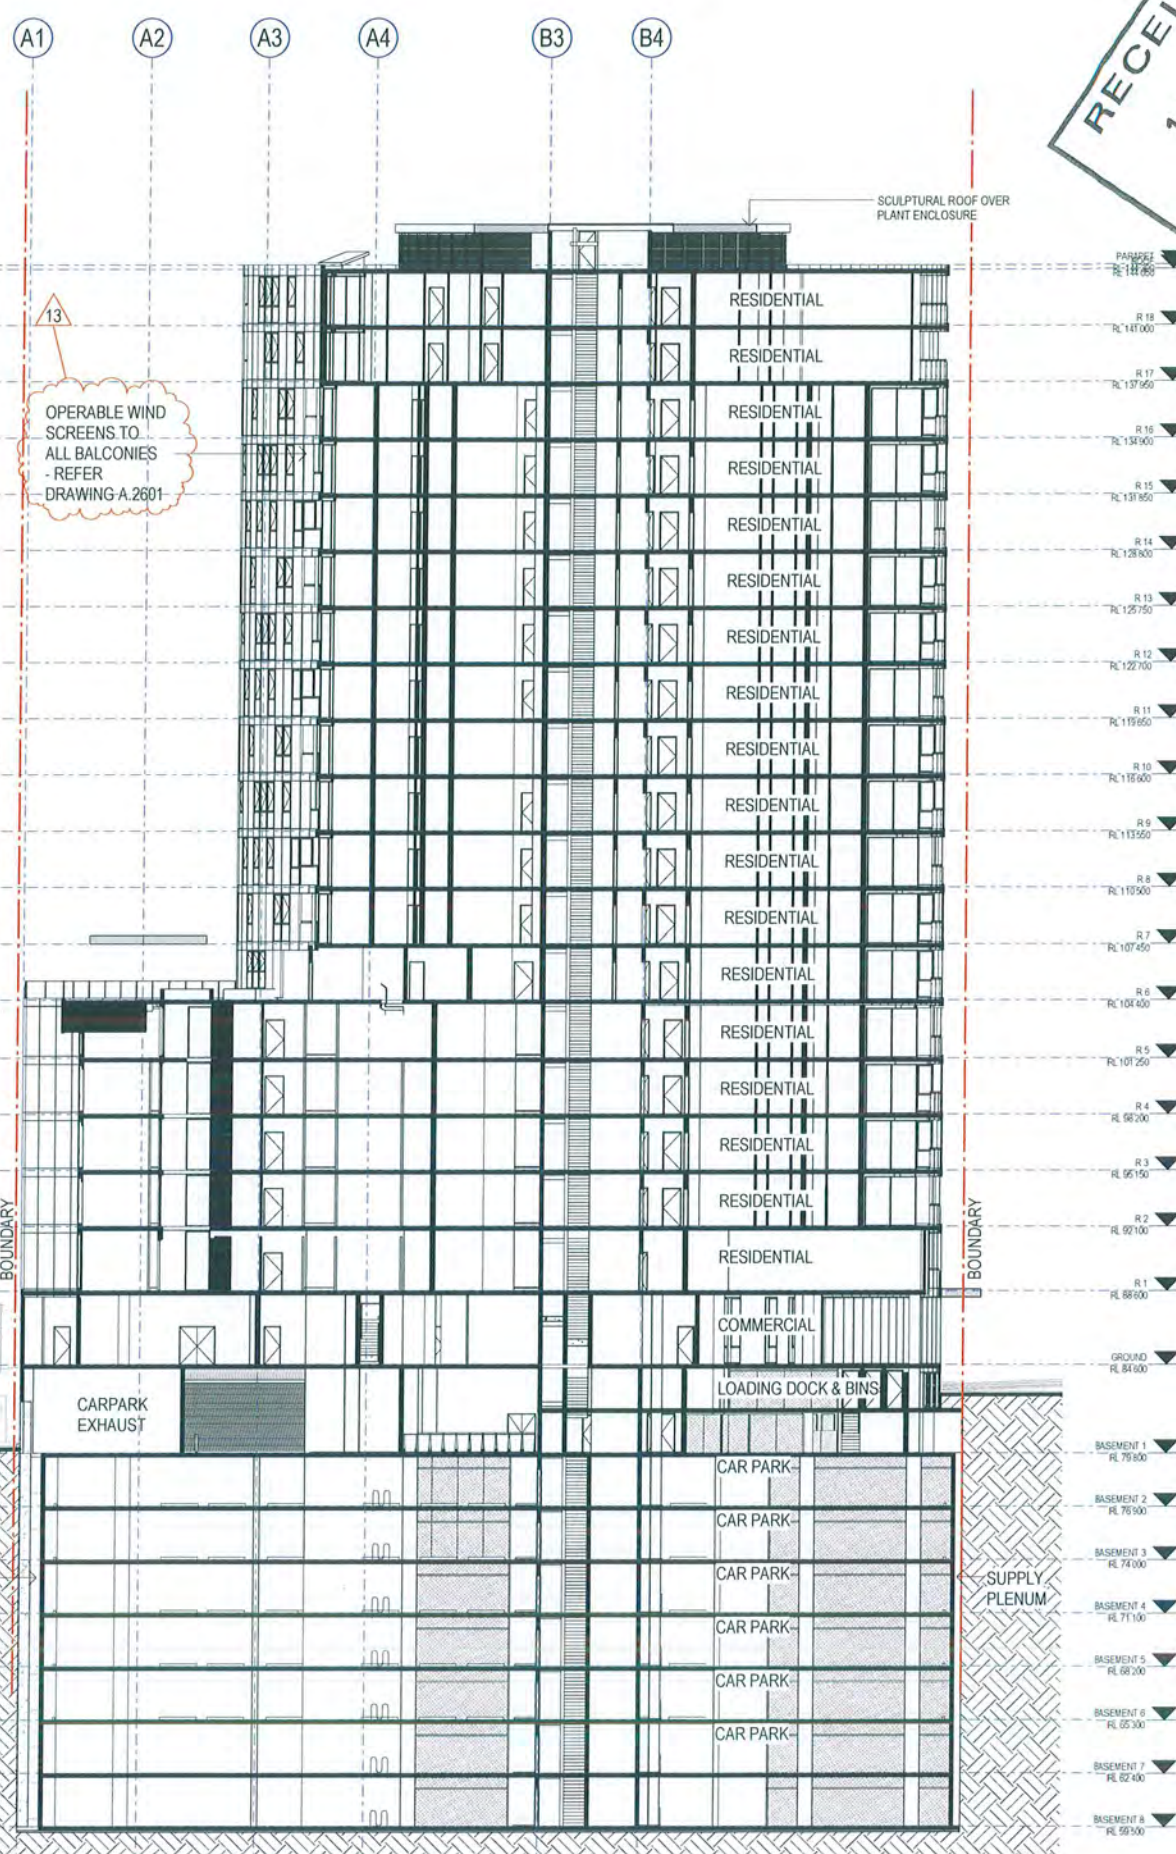 A1
A2
A3
A4
B3
B4
RECEI
SCULPTURAL ROOF OVER
PLANT ENCLOSURE
PARAPET
13
OPERABLE WIND
SCREENS TO
ALL BALCONIES
- REFER
DRAWING A.2601
RESIDENTIAL
R 18
RL 141 000
RESIDENTIAL
R 17
RL 137 950
RESIDENTIAL
R 16
RL 134 900
RESIDENTIAL
R 15
RL 131 850
RESIDENTIAL
R 14
RL 128 800
RESIDENTIAL
R 13
RL 125 750
RESIDENTIAL
R 12
RL 122 700
RESIDENTIAL
R 11
RL 119 650
RESIDENTIAL
R 10
RL 116 600
RESIDENTIAL
R 9
RL 113 550
RESIDENTIAL
R 8
RL 110 500
RESIDENTIAL
R 7
RL 107 450
RESIDENTIAL
R 6
RL 104 400
RESIDENTIAL
R 5
RL 101 250
RESIDENTIAL
R 4
RL 98 200
RESIDENTIAL
R 3
RL 95 150
RESIDENTIAL
R 2
RL 92 100
BOUNDARY
BOUNDARY
RESIDENTIAL
R 1
RL 88 600
COMMERCIAL
GROUND
RL 84 600
LOADING DOCK & BINS
CARPARK
EXHAUST
BASEMENT 1
RL 79 800
CAR PARK
BASEMENT 2
RL 76 900
CAR PARK
BASEMENT 3
RL 74 000
CAR PARK
SUPPLY
PLENUM
BASEMENT 4
RL 71 100
CAR PARK
BASEMENT 5
RL 68 200
CAR PARK
BASEMENT 6
RL 65 300
CAR PARK
BASEMENT 7
RL 62 400
BASEMENT 8
RL 59 500